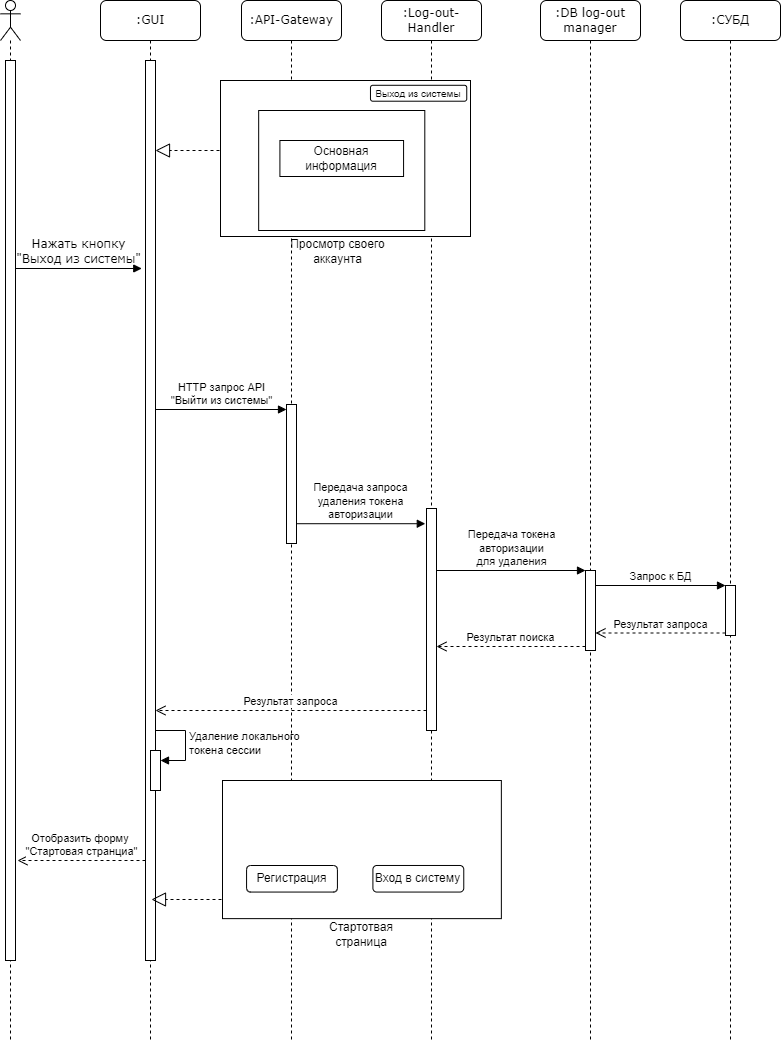 :GUI
:API-Gateway
:Log-out-
Handler
:DB log-out
manager
:СУБД
Выход из системы
Основная
информация
Просмотр своего
аккаунта
Нажать кнопку
"Выход из системы"
HTTP запрос API
"Выйти из системы"
Передача запроса
удаления токена
авторизации
Передача токена
авторизации
для удаления
Запрос к БД
Результат запроса
Результат поиска
Результат запроса
Удаление локального
токена сессии
Отобразить форму
"Стартовая странциа"
Регистрация
Вход в систему
Стартотвая
страница